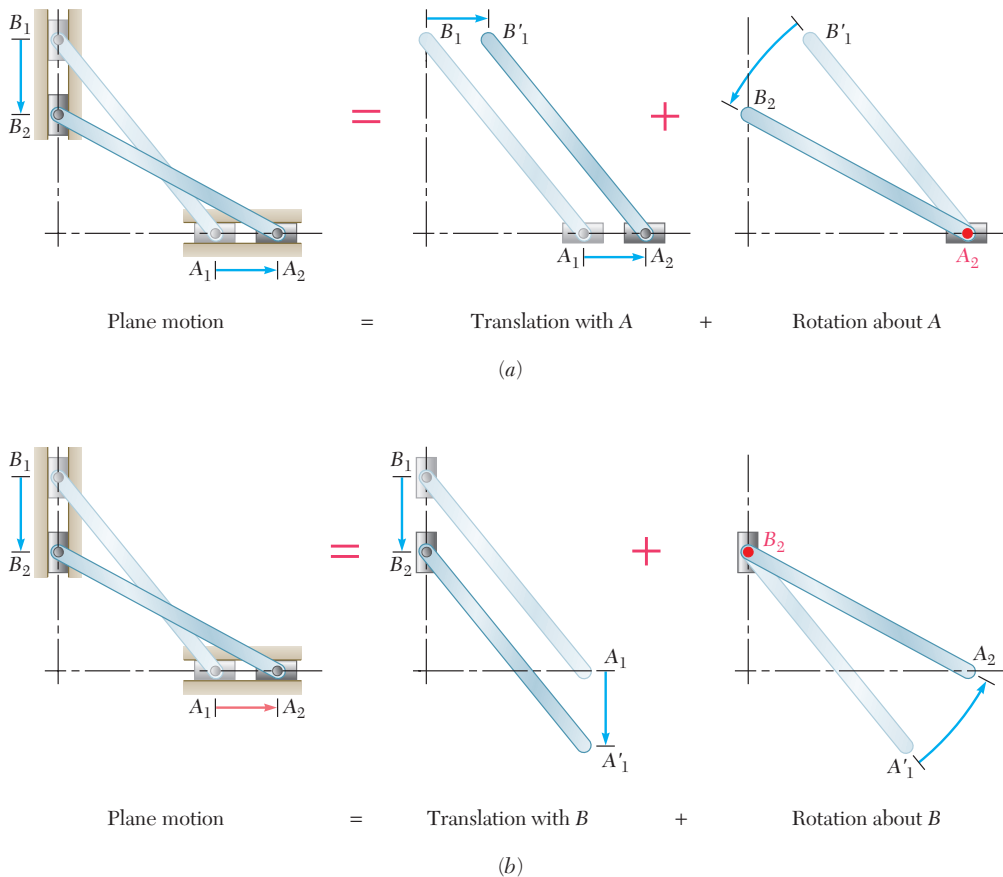 B₁ B₁ B′₁ B′₁
B₂ = + B₂
A₁ A₂ A₁ A₂ A₂
Plane motion = Translation with A + Rotation about A
(a)
B₁ B₁
B₂ = B₂ + B₂
A₁ A₂
A₁ A₂
A′₁ A′₁
Plane motion = Translation with B + Rotation about B
(b)